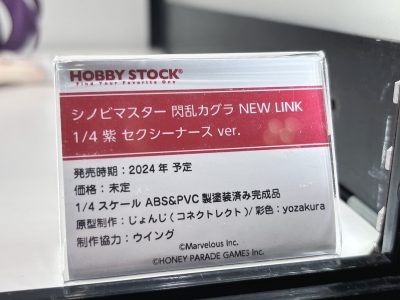 HOBBY STOCK®
Find Your Favorite One
シノビマスター 閃乱カグラ NEW LINK
1/4 紫 セクシーナース ver.
発売時期:2024 年 予定
価格:未定
1/4 スケール ABS&PVC 製塗装済み完成品
原型制作:じょんじ(コネクトレクト)/彩色:yozakura
制作協力:ウイング
©Marvelous Inc.
©HONEY PARADE GAMES Inc.